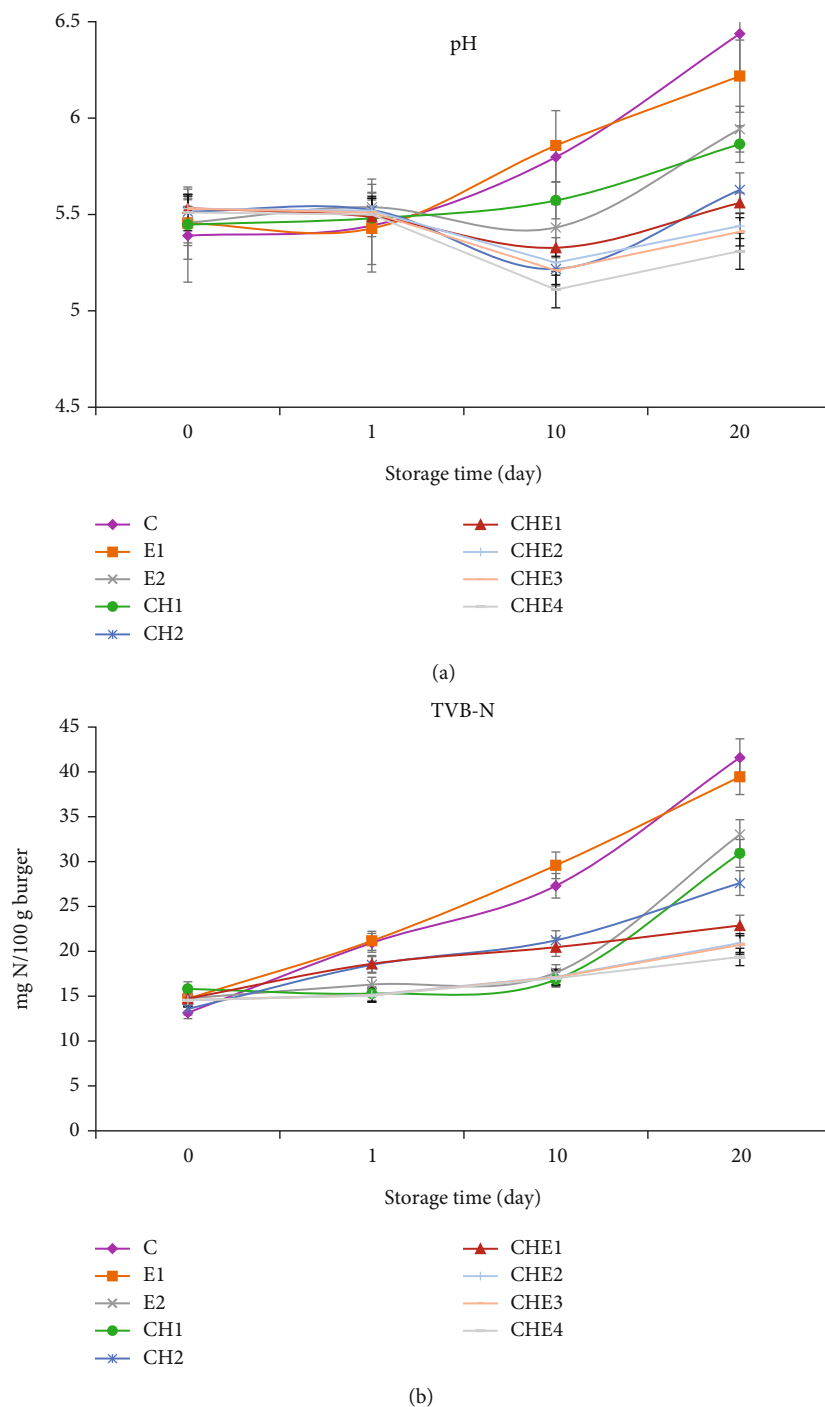 pH
6.5
6
5.5
5
4.5
0 1 10 20
Storage time (day)
C
E1
E2
CH1
CH2
CHE1
CHE2
CHE3
CHE4
(a)
TVB-N
mg N/100 g burger
45
40
35
30
25
20
15
10
5
0
0 1 10 20
Storage time (day)
C
E1
E2
CH1
CH2
CHE1
CHE2
CHE3
CHE4
(b)